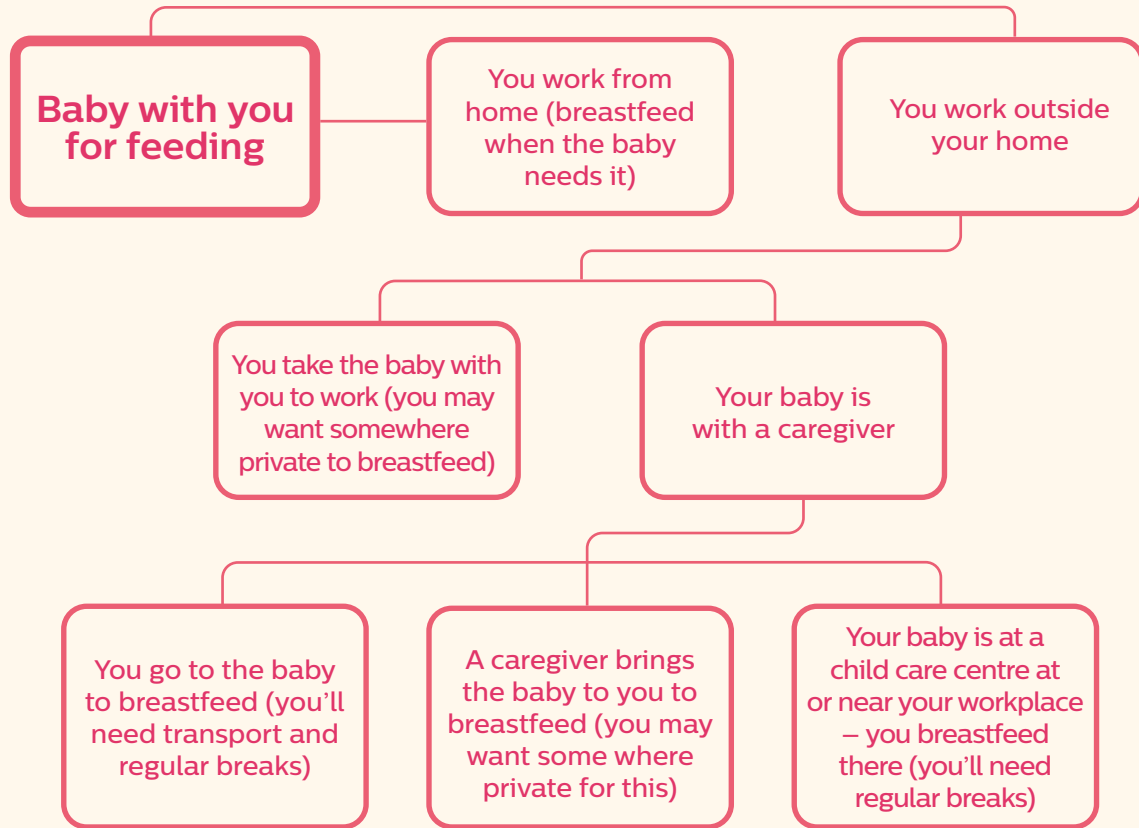 Baby with you
for feeding
You work from
home (breastfeed
when the baby
needs it)
You work outside
your home
You take the baby with
you to work (you may
want somewhere
private to breastfeed)
Your baby is
with a caregiver
You go to the baby
to breastfeed (you’ll
need transport and
regular breaks)
A caregiver brings
the baby to you to
breastfeed (you may
want some where
private for this)
Your baby is at a
child care centre at
or near your workplace
– you breastfeed
there (you’ll need
regular breaks)